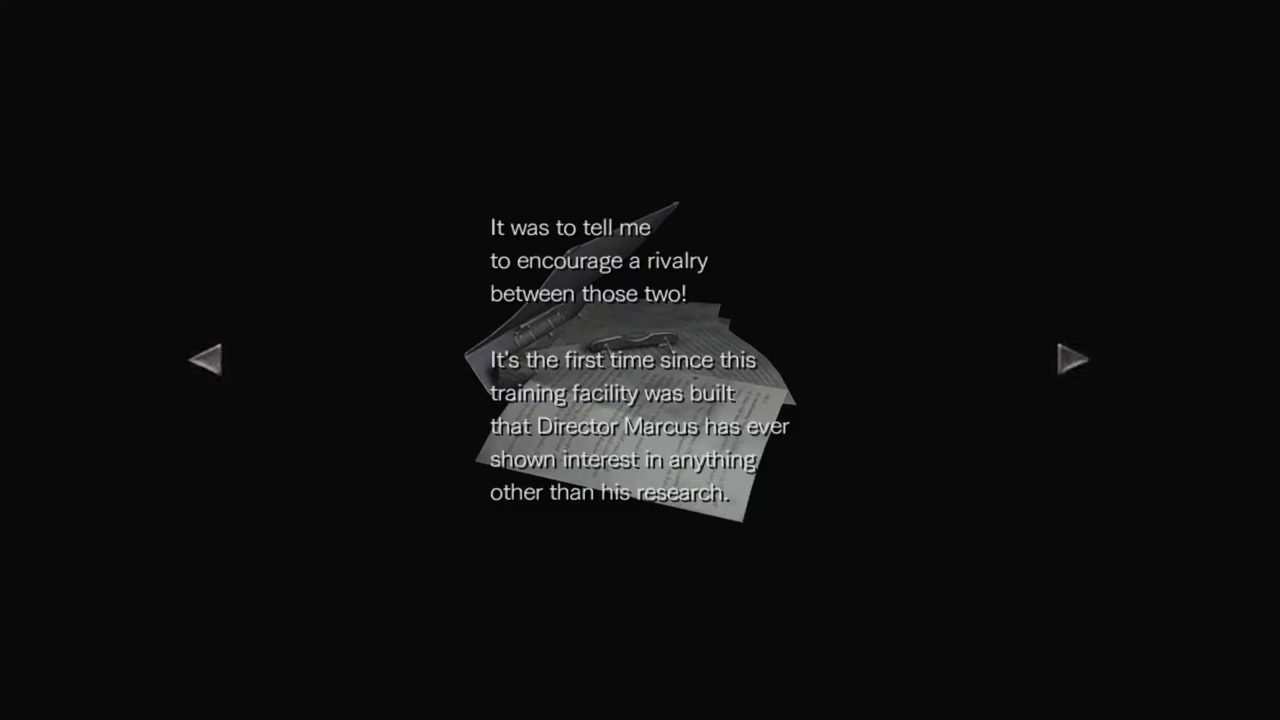 It was to tell me
to encourage a rivalry
between those two!
It's the first time since this
training facility was built
that Director Marcus has ever
shown interest in anything
other than his research.